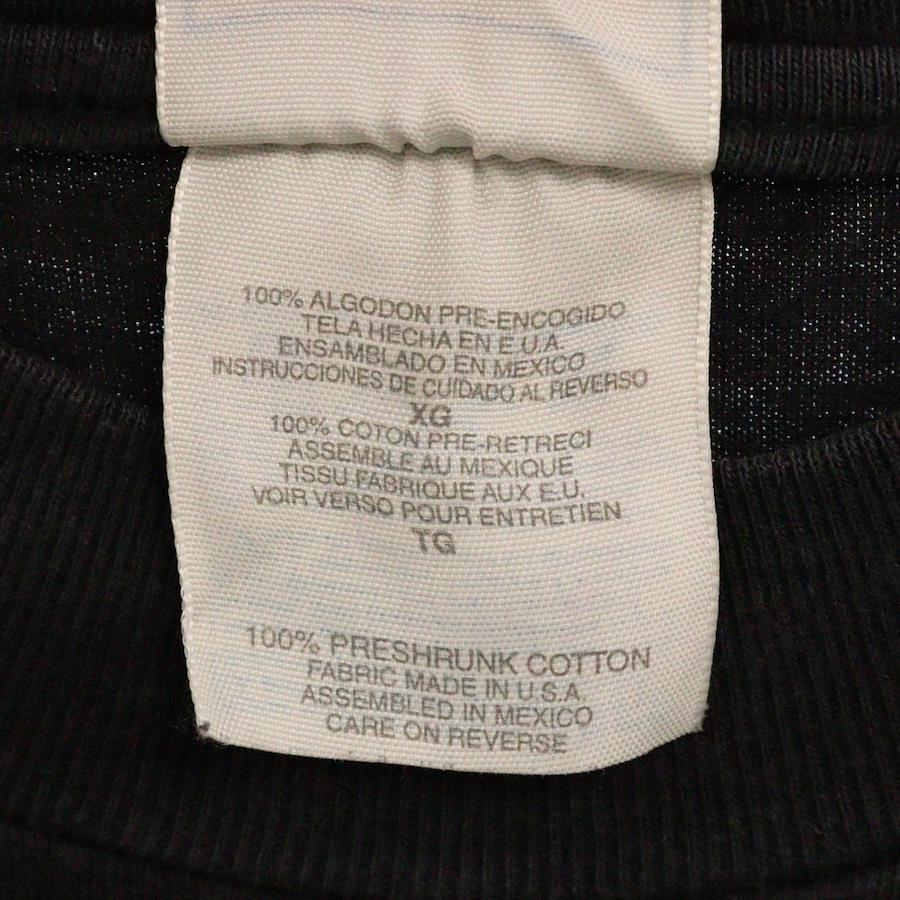 100% ALGODON PRE-ENCOGIDO
TELA HECHA EN E.U.A.
ENSAMBLADO EN MEXICO
INSTRUCCIONES DE CUIDADO AL REVERSO
XG
100% COTON PRE-RETRECI
ASSEMBLE AU MEXIQUE
TISSU FABRIQUE AUX E.U.
VOIR VERSO POUR ENTRETIEN
TG
100% PRESHRUNK COTTON
FABRIC MADE IN U.S.A.
ASSEMBLED IN MEXICO
CARE ON REVERSE